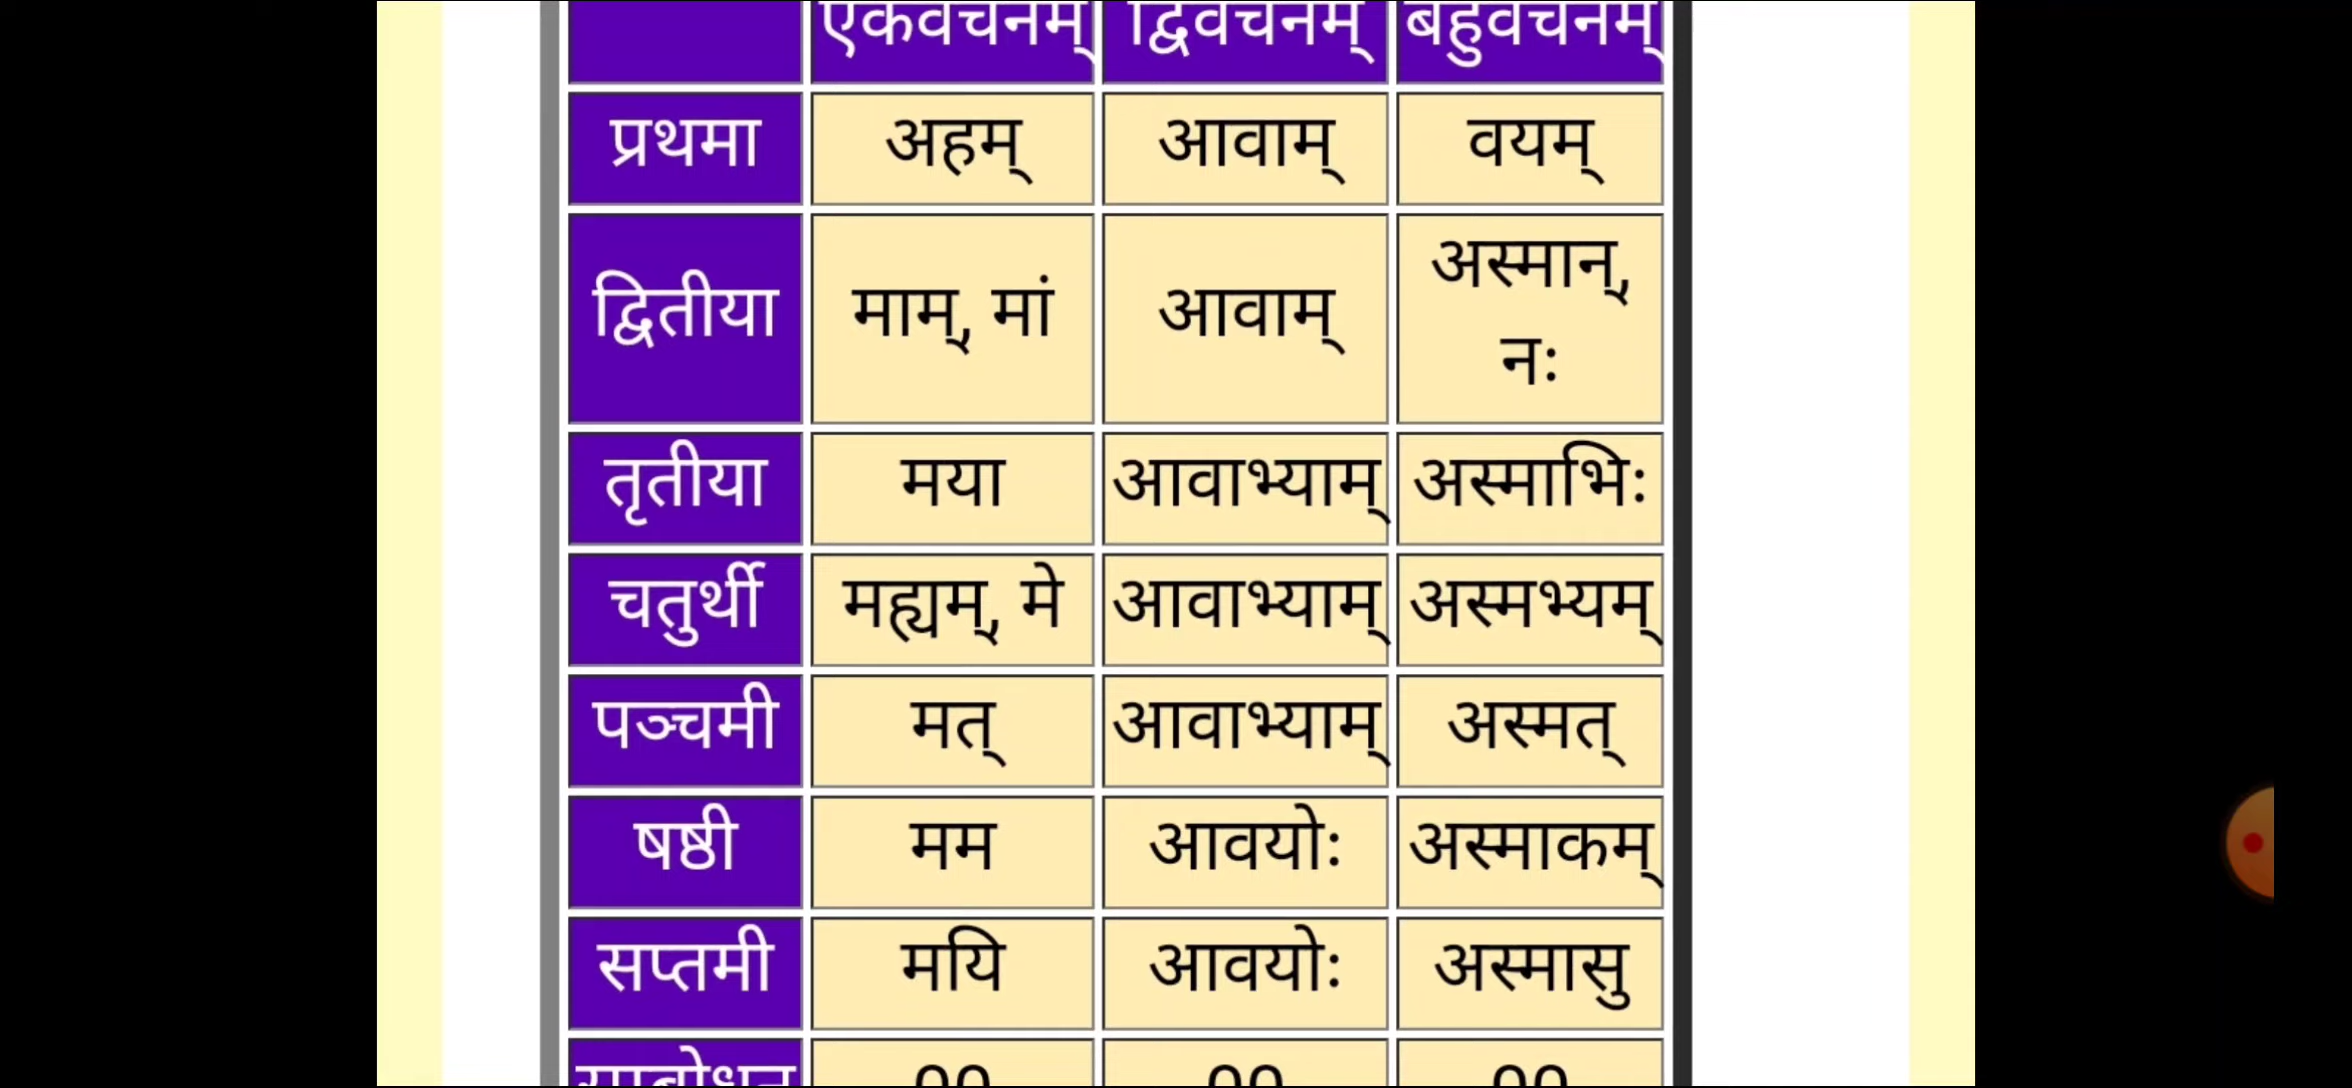 एकवचनम् द्विवचनम् बहुवचनम्
प्रथमा अहम् आवाम् वयम्
द्वितीया माम्, मां आवाम् अस्मान्,
नः
तृतीया मया आवाभ्याम् अस्माभिः
चतुर्थी मह्यम्, मे आवाभ्याम् अस्मभ्यम्
पञ्चमी मत् आवाभ्याम् अस्मत्
षष्ठी मम आवयोः अस्माकम्
सप्तमी मयि आवयोः अस्मासु